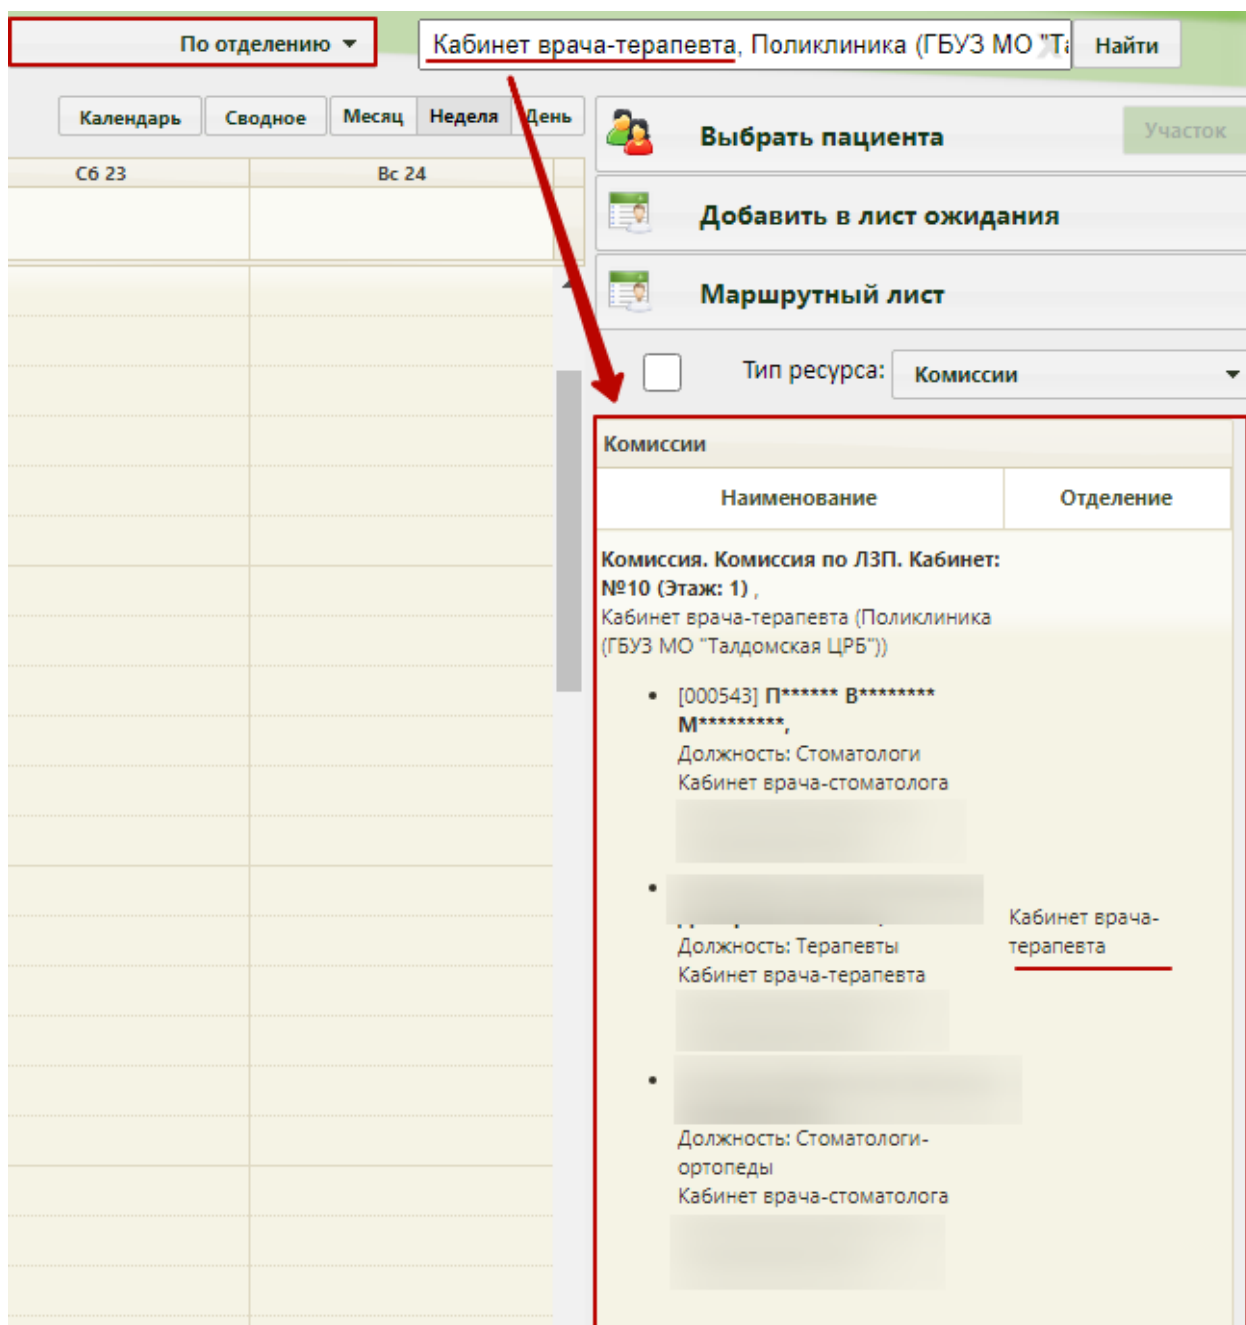 По отделению
Кабинет врача-терапевта, Поликлиника (ГБУЗ МО "Та
Найти
Календарь
Сводное
Месяц
Неделя
День
Сб 23
Вс 24
Выбрать пациента
Участок
Добавить в лист ожидания
Маршрутный лист
Тип ресурса:
Комиссии
Комиссии
Наименование
Отделение
Комиссия. Комиссия по ЛЗП. Кабинет:
№10 (Этаж: 1) ,
Кабинет врача-терапевта (Поликлиника
(ГБУЗ МО "Талдомская ЦРБ"))
• [000543] П****** В********
М*********,
Должность: Стоматологи
Кабинет врача-стоматолога
Должность: Терапевты
Кабинет врача-терапевта
Кабинет врача-
терапевта
Должность: Стоматологи-
ортопеды
Кабинет врача-стоматолога